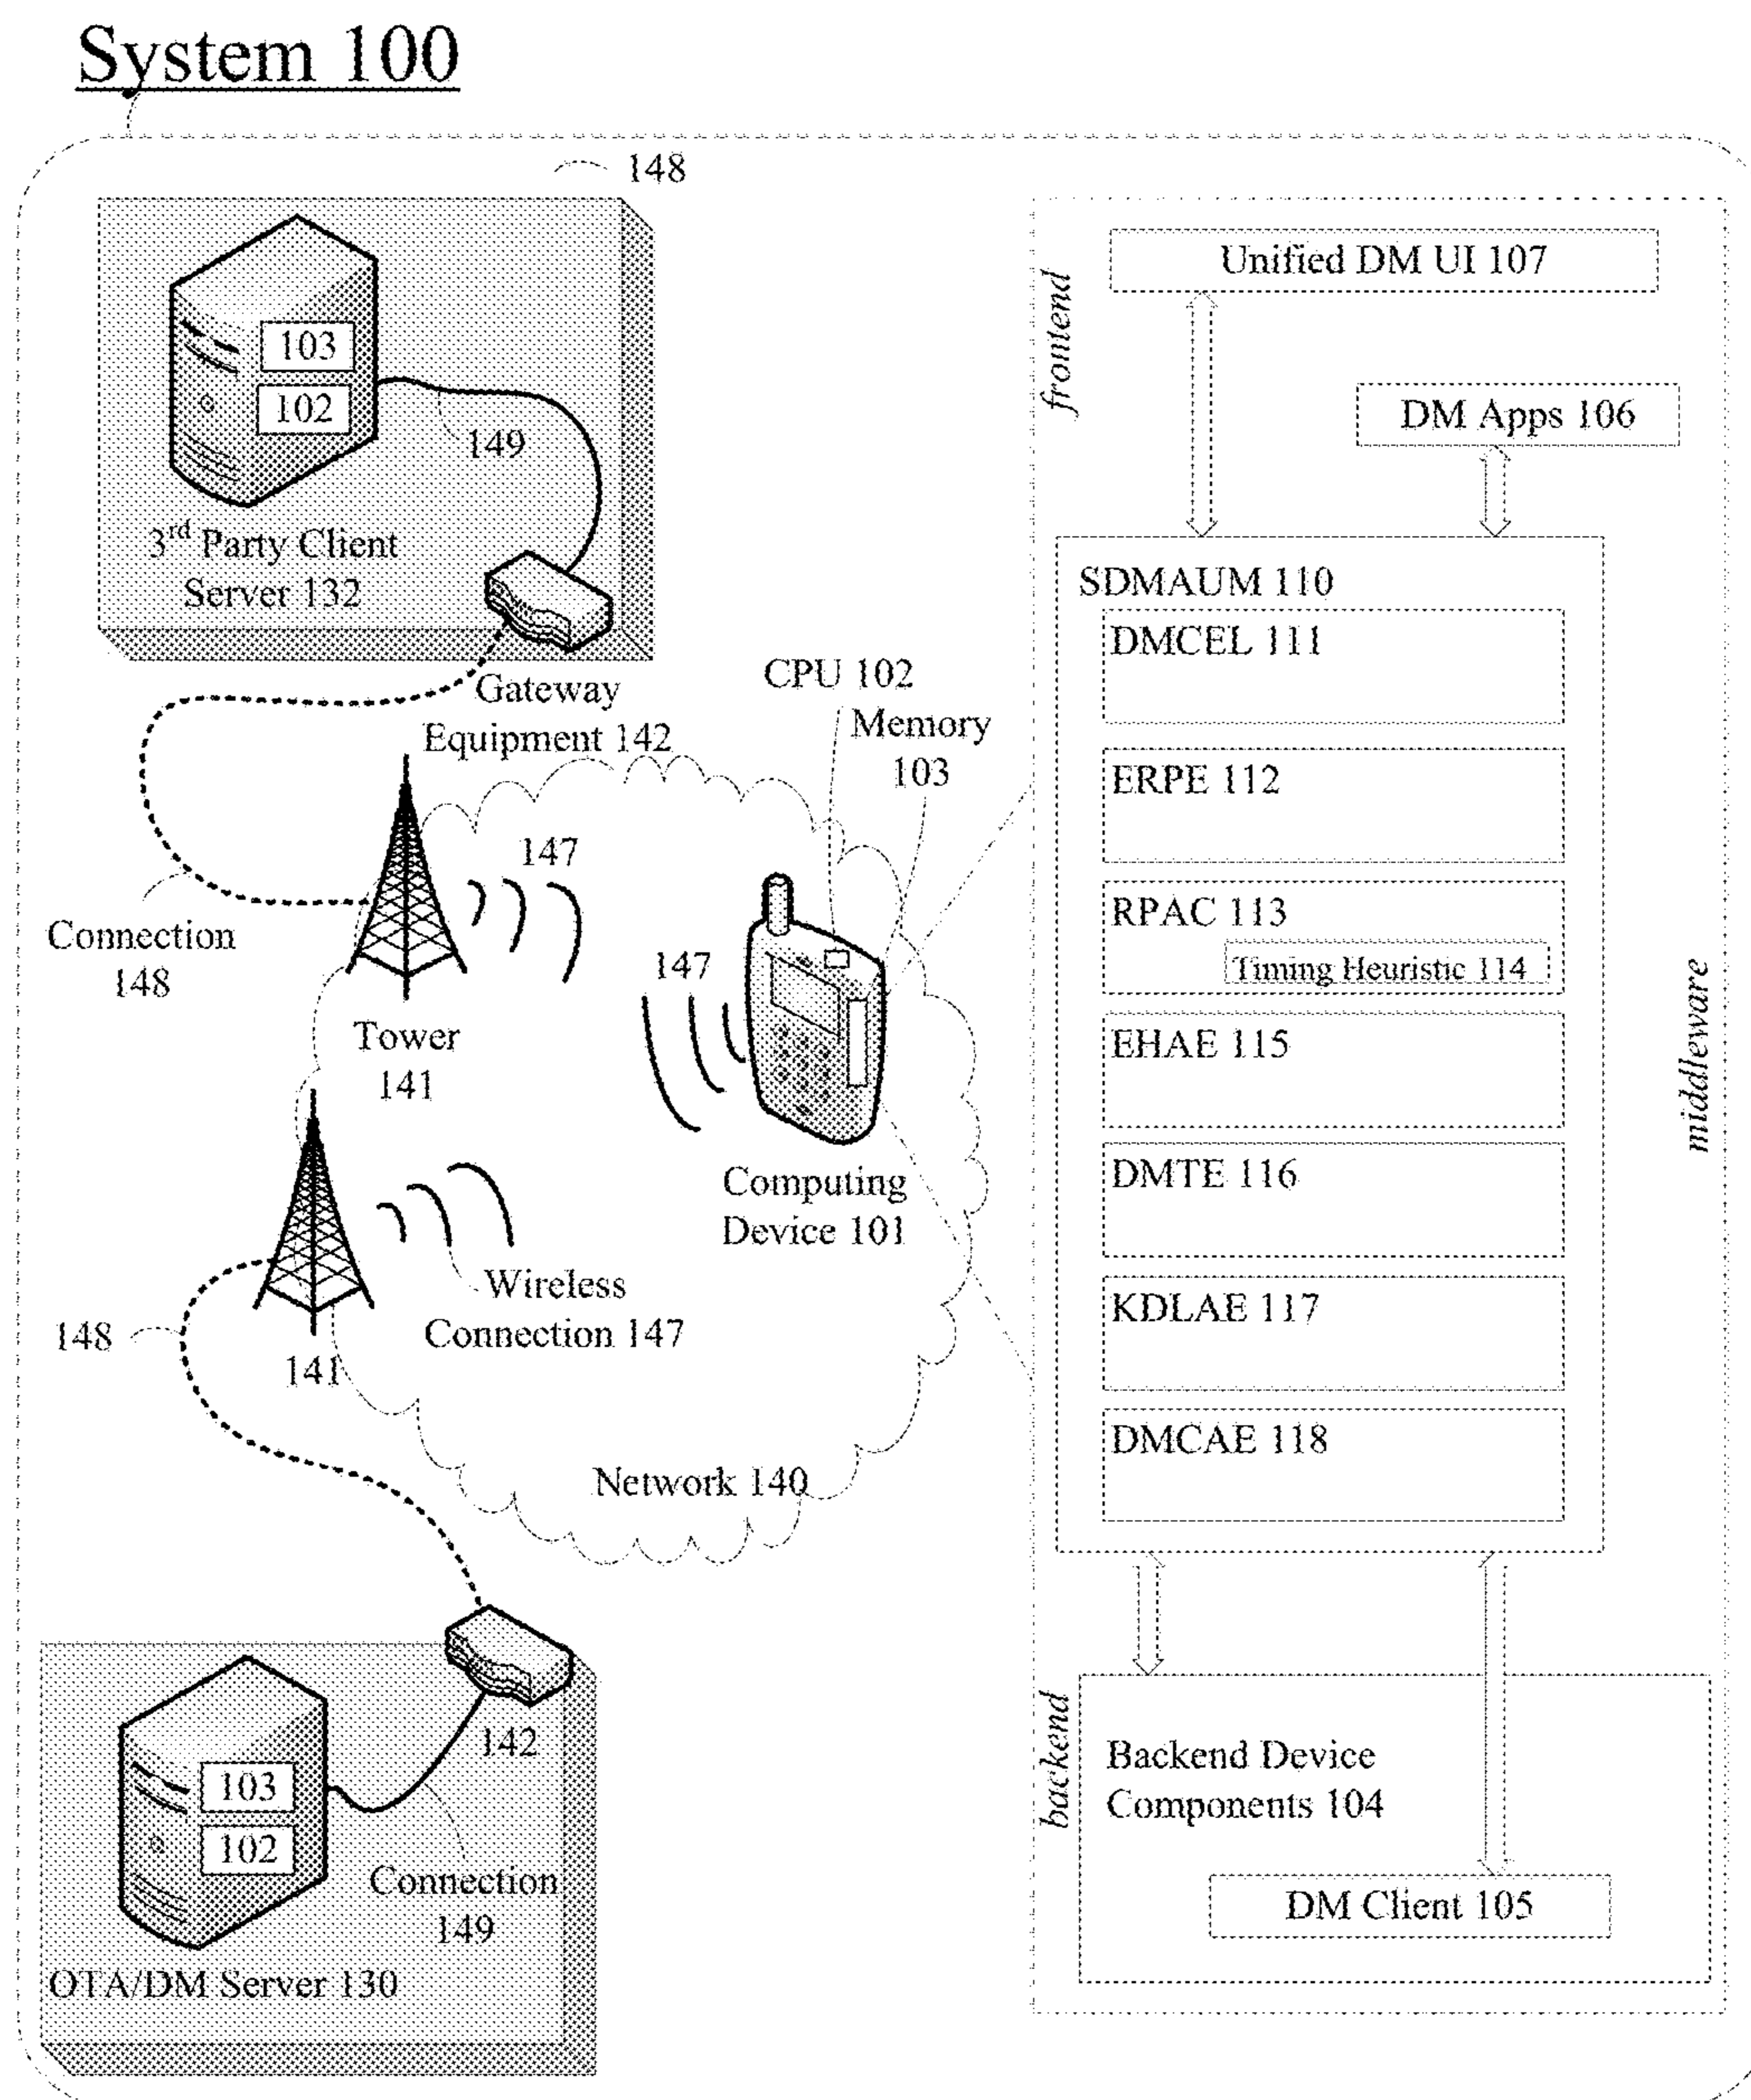 System 100
148
103
102
149
3rd Party Client
Server 132
Gateway
Equipment 142
CPU 102
Memory
103
147
Connection
148
Tower
141
147
Computing
Device 101
Wireless
Connection 147
148
141
Network 140
142
103
102
Connection
149
OTA/DM Server 130
frontend
Unified DM UI 107
DM Apps 106
SDMAUM 110
DMCEL 111
ERPE 112
RPAC 113
Timing Heuristic 114
EHAE 115
DMTE 116
KDLAE 117
DMCAE 118
middleware
backend
Backend Device
Components 104
DM Client 105